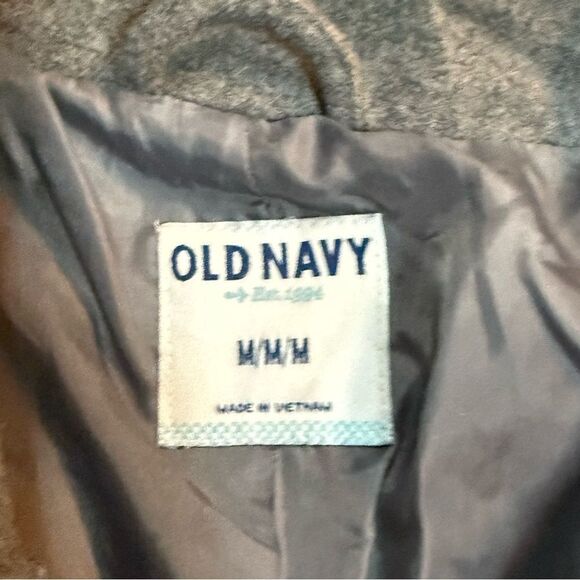 OLD NAVY
Est. 1994
M/M/M
MADE IN VIETNAM